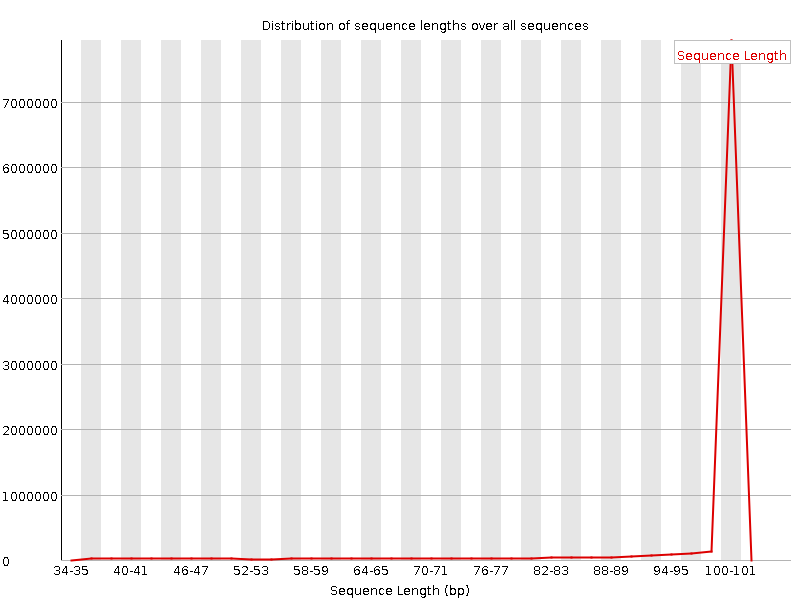 Distribution of sequence lengths over all sequences
Sequence Length
7000000
6000000
5000000
4000000
3000000
2000000
1000000
0
34-35 40-41 46-47 52-53 58-59 64-65 70-71 76-77 82-83 88-89 94-95 100-101
Sequence Length (bp)